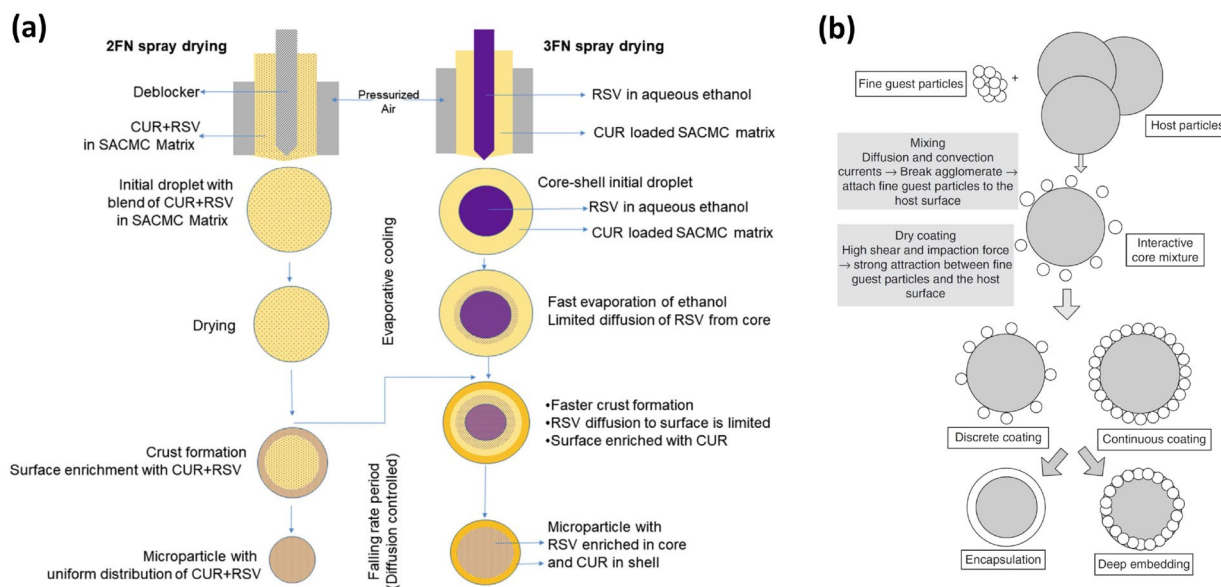 (a)
2FN spray drying
3FN spray drying
Deblocker
Pressurized
Air
RSV in aqueous ethanol
CUR+RSV
in SACMC Matrix
CUR loaded SACMC matrix
Initial droplet with
blend of CUR+RSV
in SACMC Matrix
Core-shell initial droplet
RSV in aqueous ethanol
CUR loaded SACMC matrix
Evaporative cooling
Drying
Fast evaporation of ethanol
Limited diffusion of RSV from core
•Faster crust formation
•RSV diffusion to surface is limited
•Surface enriched with CUR
Crust formation
Surface enrichment with CUR+RSV
Falling rate period
(Diffusion controlled)
Microparticle with
uniform distribution of CUR+RSV
Microparticle with
RSV enriched in core
and CUR in shell
(b)
Fine guest particles
+
Host particles
Mixing
Diffusion and convection
currents → Break agglomerate →
attach fine guest particles to the
host surface
Dry coating
High shear and impaction force
→ strong attraction between fine
guest particles and the host
surface
Interactive
core mixture
Discrete coating
Continuous coating
Encapsulation
Deep embedding